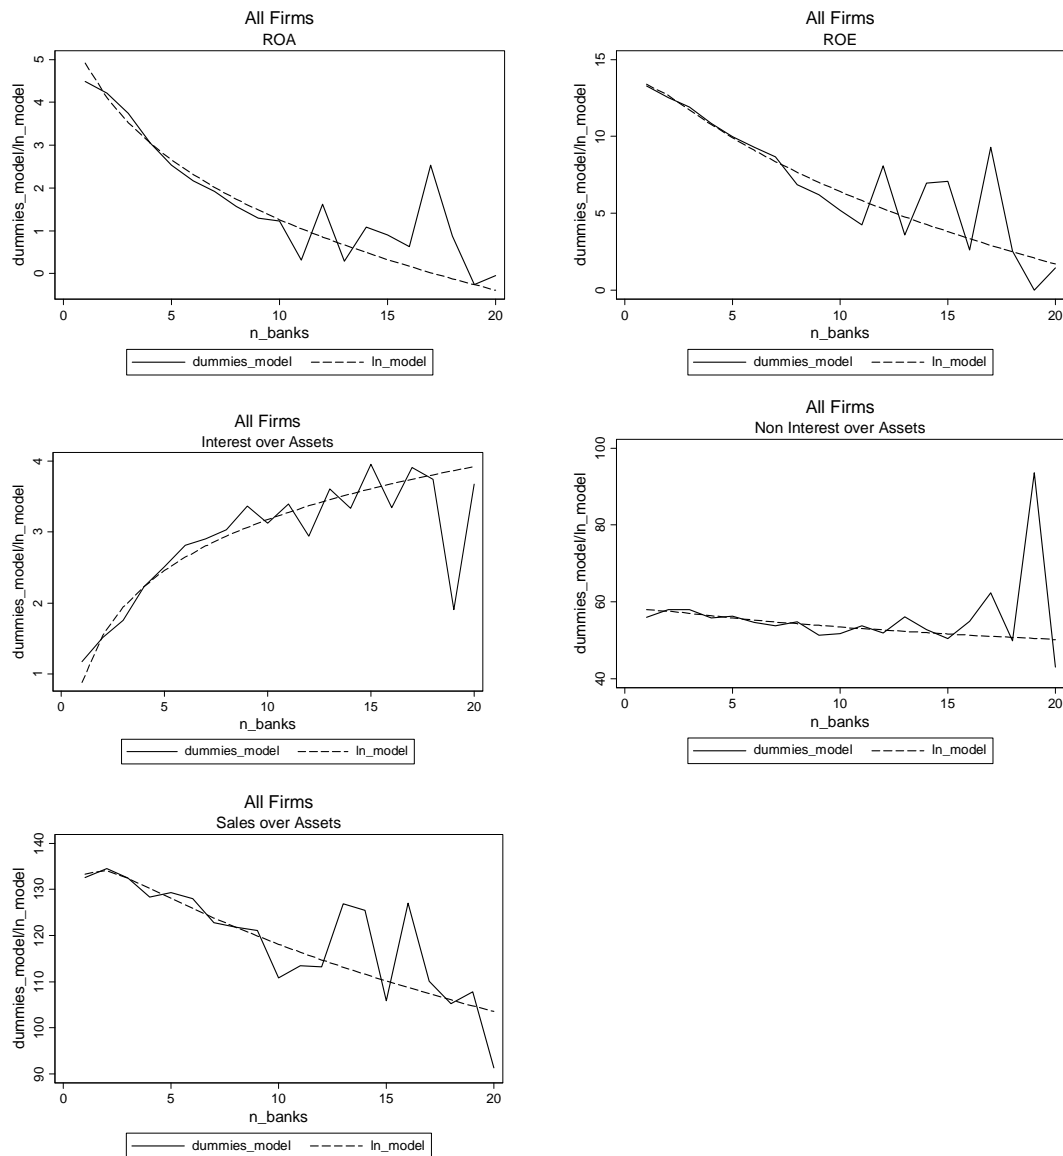 All Firms
ROA
dummies_model/ln_model
5
4
3
2
1
0
0 5 10 15 20
n_banks
dummies_model ln_model
All Firms
ROE
dummies_model/ln_model
15
10
5
0
0 5 10 15 20
n_banks
dummies_model ln_model
All Firms
Interest over Assets
dummies_model/ln_model
4
3
2
1
0 5 10 15 20
n_banks
dummies_model ln_model
All Firms
Non Interest over Assets
dummies_model/ln_model
100
80
60
40
0 5 10 15 20
n_banks
dummies_model ln_model
All Firms
Sales over Assets
dummies_model/ln_model
140
130
120
110
100
90
0 5 10 15 20
n_banks
dummies_model ln_model